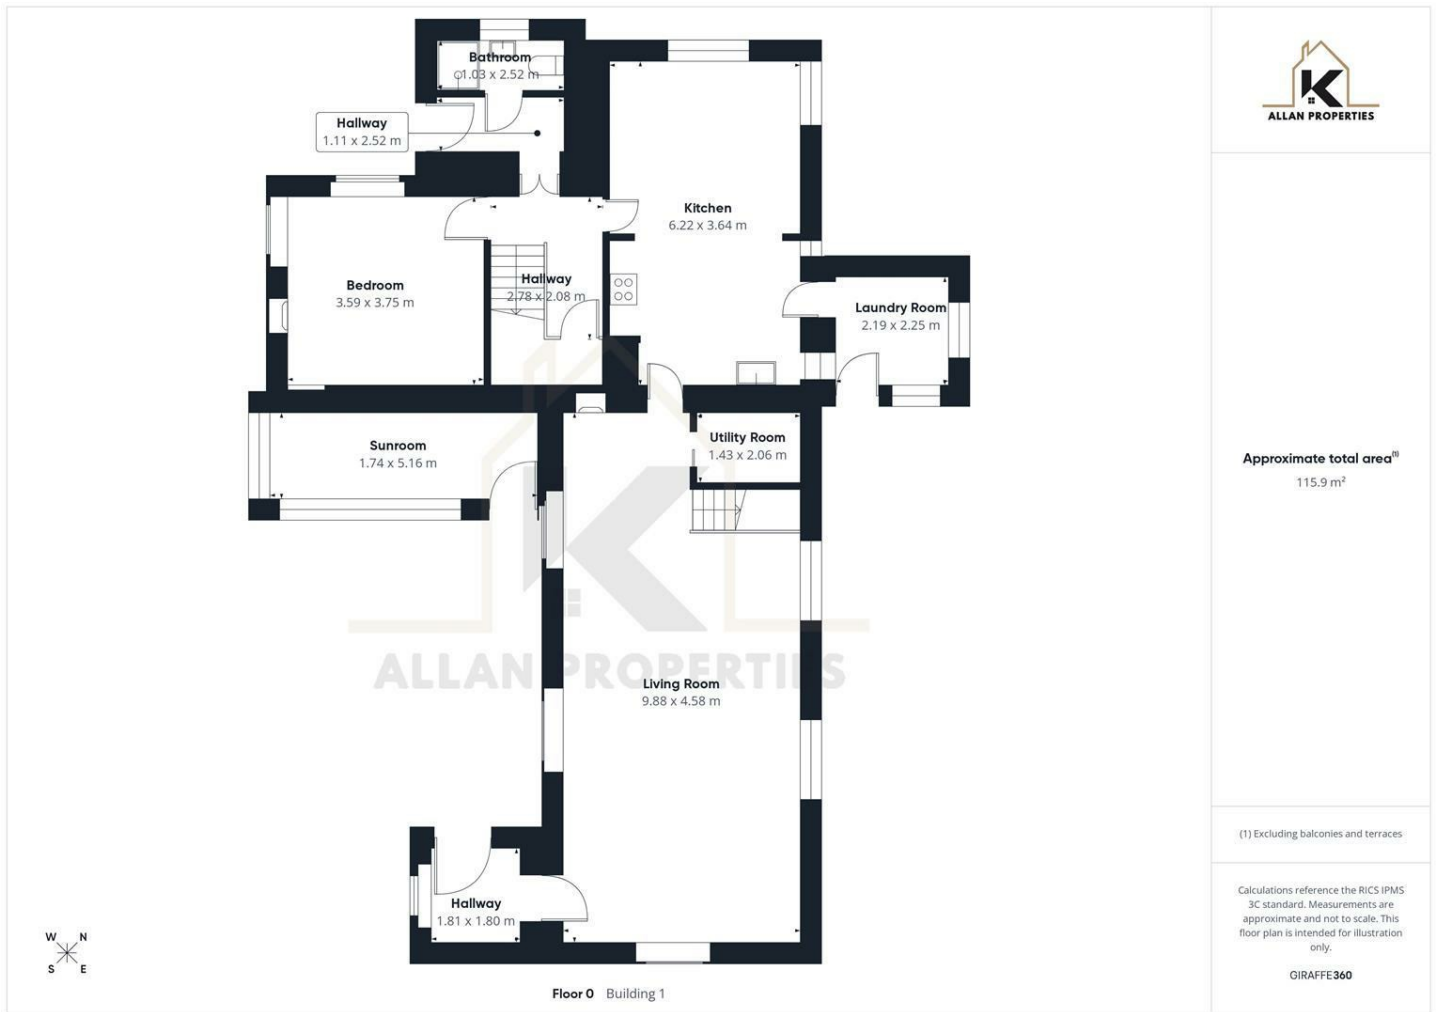 Bathroom
1.03 x 2.52 m
Hallway
1.11 x 2.52 m
Kitchen
6.22 x 3.64 m
Bedroom
3.59 x 3.75 m
Hallway
2.78 x 2.08 m
Laundry Room
2.19 x 2.25 m
Sunroom
1.74 x 5.16 m
Utility Room
1.43 x 2.06 m
ALLAN PROPERTIES
Living Room
9.88 x 4.58 m
Hallway
1.81 x 1.80 m
W N
S E
Floor 0 Building 1
K
ALLAN PROPERTIES
Approximate total area(1)
115.9 m²
(1) Excluding balconies and terraces
Calculations reference the RICS IPMS
3C standard. Measurements are
approximate and not to scale. This
floor plan is intended for illustration
only.
GIRAFFE360